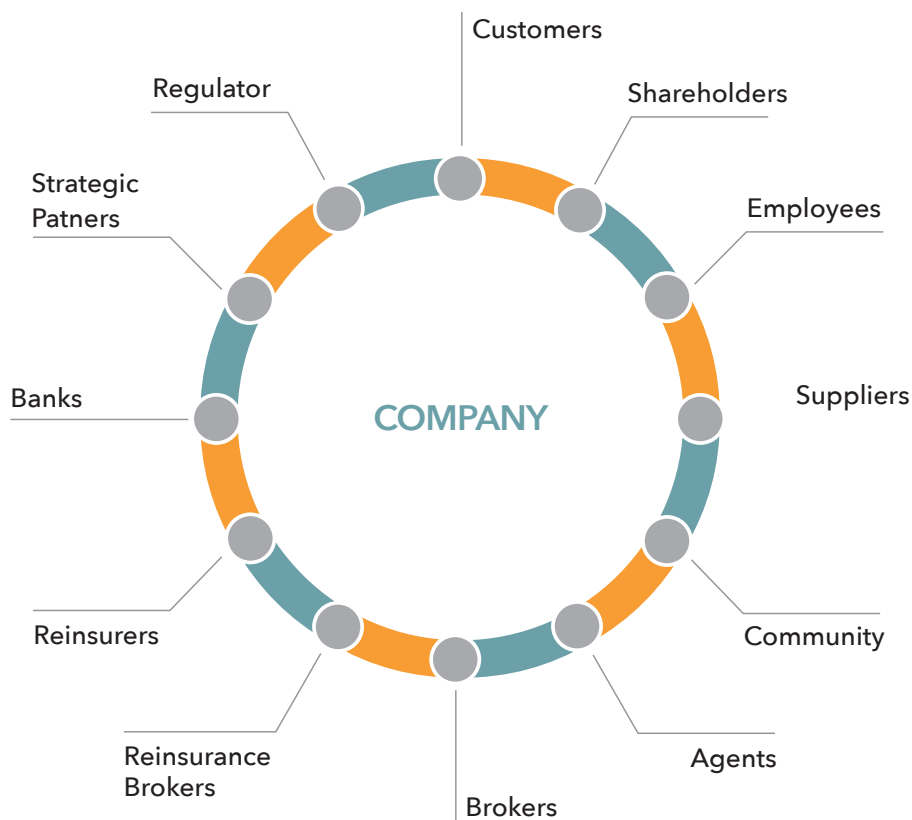 Customers
Regulator
Shareholders
Strategic
Patners
Employees
Banks
Suppliers
COMPANY
Reinsurers
Community
Reinsurance
Brokers
Agents
Brokers